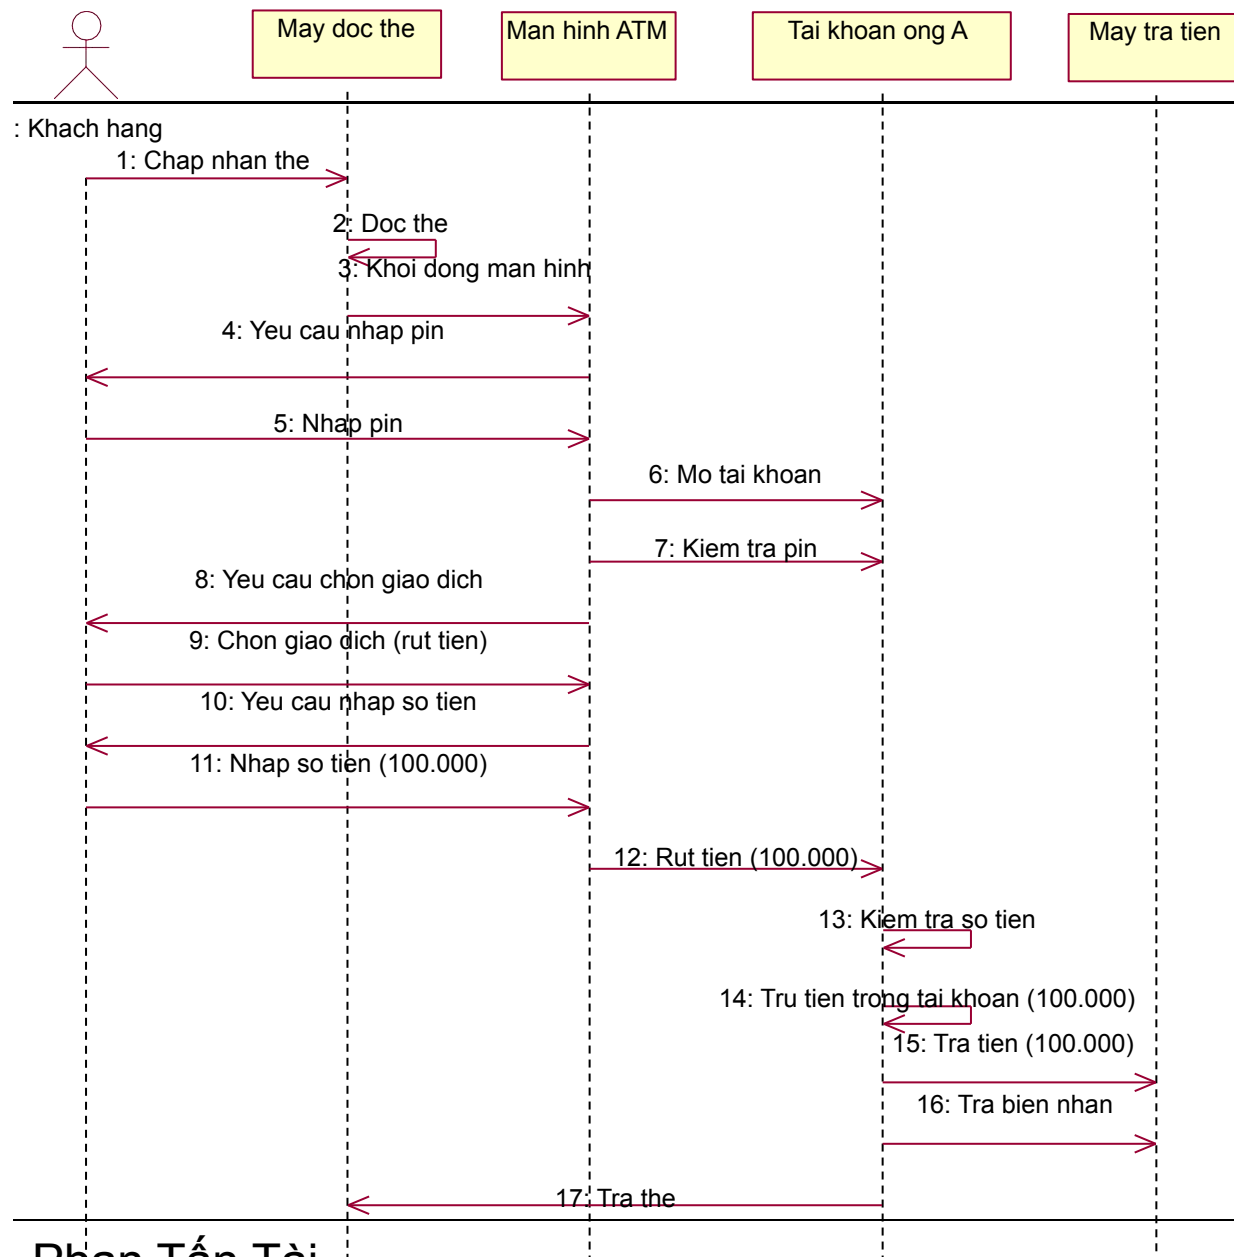 May doc the
Man hinh ATM
Tai khoan ong A
May tra tien
: Khach hang
1: Chap nhan the
2: Doc the
3: Khoi dong man hinh
4: Yeu cau nhap pin
5: Nhap pin
6: Mo tai khoan
7: Kiem tra pin
8: Yeu cau chon giao dich
9: Chon giao dich (rut tien)
10: Yeu cau nhap so tien
11: Nhap so tien (100.000)
12: Rut tien (100.000)
13: Kiem tra so tien
14: Tru tien trong tai khoan (100.000)
15: Tra tien (100.000)
16: Tra bien nhan
17: Tra the
Phan Tấn Tài